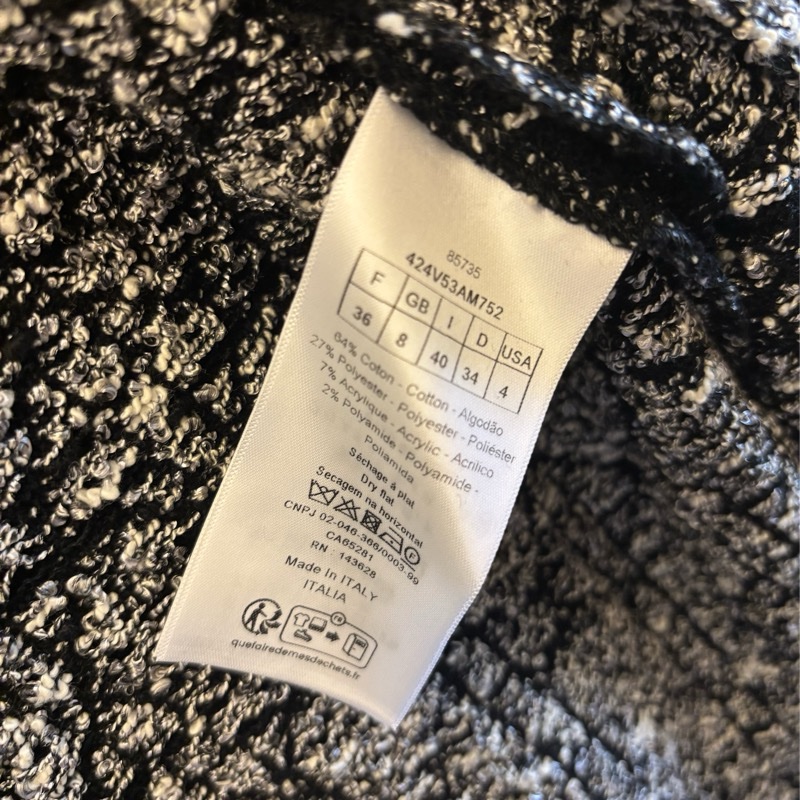 85735
424V53AM752
F GB I D USA
36 8 40 34 4
64% Coton - Cotton - Algodão
27% Polyester - Polyester - Poliéster
7% Acrylique - Acrylic - Acrílico
2% Polyamide - Polyamide -
Poliamida
Séchage à plat
Dry flat
Secagem na horizontal
F
CNPJ 02-046-366/0003-99
CA65281
RN : 143628
Made In ITALY
ITALIA
quefairedemesdechets.fr